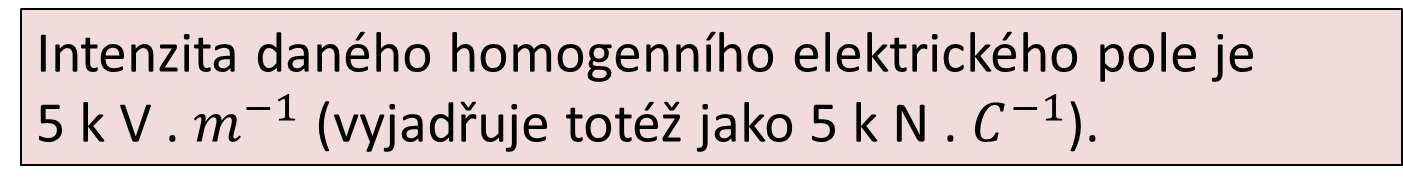 Intenzita daného homogenního elektrického pole je
5 k V . $m^{-1}$ (vyjadřuje totéž jako 5 k N . $C^{-1}$).